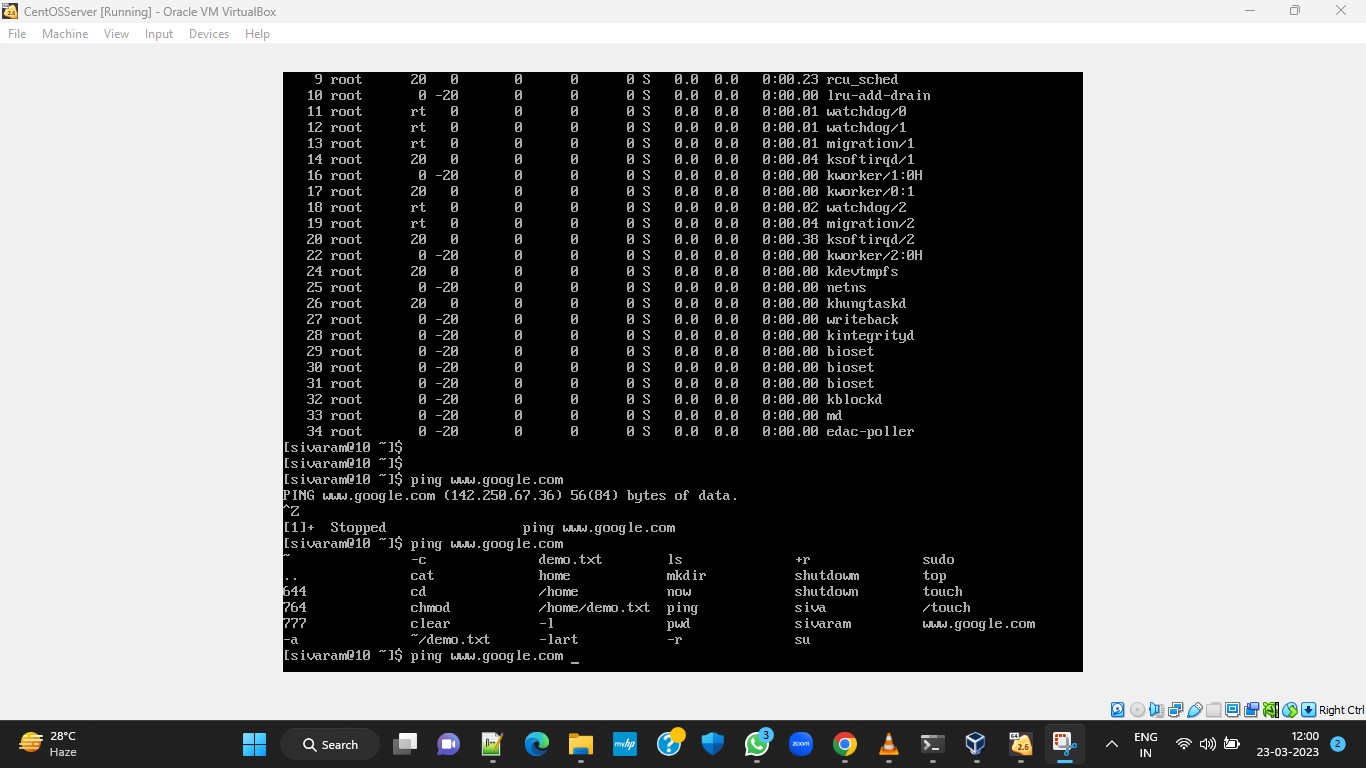 CentOSServer [Running] - Oracle VM VirtualBox
File Machine View Input Devices Help
9 root 20 0 0 0 0 S 0.0 0.0 0:00.23 rcu_sched
10 root 0 -20 0 0 0 S 0.0 0.0 0:00.00 lru-add-drain
11 root rt 0 0 0 0 S 0.0 0.0 0:00.01 watchdog/0
12 root rt 0 0 0 0 S 0.0 0.0 0:00.01 watchdog/1
13 root rt 0 0 0 0 S 0.0 0.0 0:00.01 migration/1
14 root 20 0 0 0 0 S 0.0 0.0 0:00.04 ksoftirqd/1
16 root 0 -20 0 0 0 S 0.0 0.0 0:00.00 kworker/1:0H
17 root 20 0 0 0 0 S 0.0 0.0 0:00.00 kworker/0:1
18 root rt 0 0 0 0 S 0.0 0.0 0:00.02 watchdog/2
19 root rt 0 0 0 0 S 0.0 0.0 0:00.04 migration/2
20 root 20 0 0 0 0 S 0.0 0.0 0:00.38 ksoftirqd/2
22 root 0 -20 0 0 0 S 0.0 0.0 0:00.00 kworker/2:0H
24 root 20 0 0 0 0 S 0.0 0.0 0:00.00 kdevtmpfs
25 root 0 -20 0 0 0 S 0.0 0.0 0:00.00 netns
26 root 20 0 0 0 0 S 0.0 0.0 0:00.00 khungtaskd
27 root 0 -20 0 0 0 S 0.0 0.0 0:00.00 writeback
28 root 0 -20 0 0 0 S 0.0 0.0 0:00.00 kintegrityd
29 root 0 -20 0 0 0 S 0.0 0.0 0:00.00 bioset
30 root 0 -20 0 0 0 S 0.0 0.0 0:00.00 bioset
31 root 0 -20 0 0 0 S 0.0 0.0 0:00.00 bioset
32 root 0 -20 0 0 0 S 0.0 0.0 0:00.00 kblockd
33 root 0 -20 0 0 0 S 0.0 0.0 0:00.00 md
34 root 0 -20 0 0 0 S 0.0 0.0 0:00.00 edac-poller
[sivaram@10 ~]$
[sivaram@10 ~]$
[sivaram@10 ~]$ ping www.google.com
PING www.google.com (142.250.67.36) 56(84) bytes of data.
^Z
[1]+ Stopped ping www.google.com
[sivaram@10 ~]$ ping www.google.com
~ -c demo.txt ls +r sudo
.. cat home mkdir shutdowm top
644 cd /home now shutdown touch
764 chmod /home/demo.txt ping siva /touch
777 clear -l pwd sivaram www.google.com
-a ~/demo.txt -lart -r su
[sivaram@10 ~]$ ping www.google.com _
Right Ctrl
28°C
Haze
Search
myhp
3
zoom
2.6
ENG
IN
12:00
23-03-2023
2